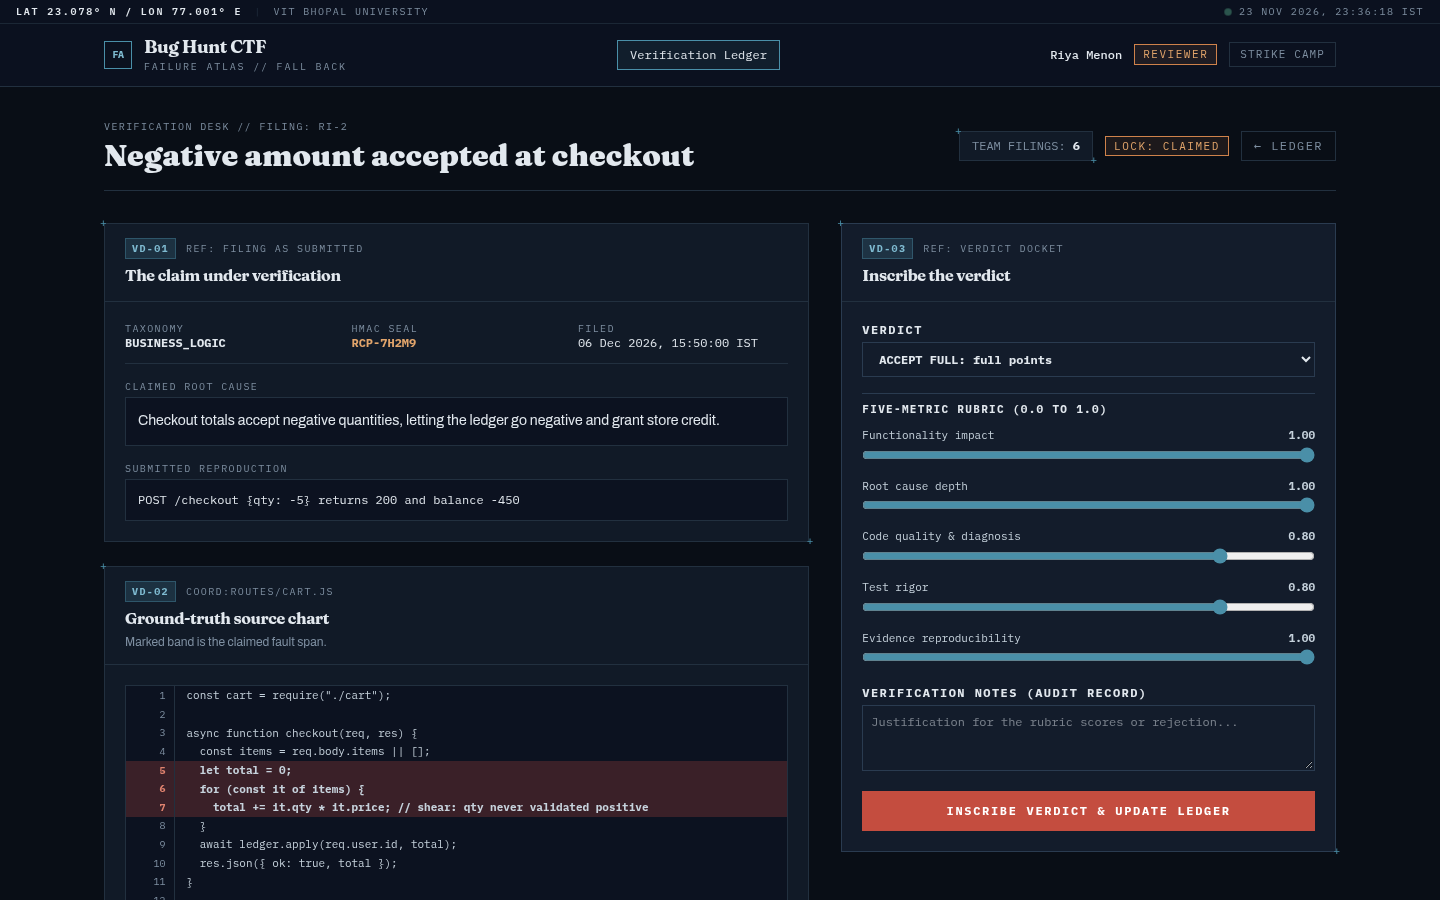 LAT 23.078° N / LON 77.001° E | VIT BHOPAL UNIVERSITY
23 NOV 2026, 23:36:18 IST
FA
Bug Hunt CTF
FAILURE ATLAS // FALL BACK
Verification Ledger
Riya Menon
REVIEWER
STRIKE CAMP
VERIFICATION DESK // FILING: RI-2
Negative amount accepted at checkout
TEAM FILINGS: 6
LOCK: CLAIMED
← LEDGER
VD-01 REF: FILING AS SUBMITTED
The claim under verification
TAXONOMY
BUSINESS_LOGIC
HMAC SEAL
RCP-7H2M9
FILED
06 Dec 2026, 15:50:00 IST
CLAIMED ROOT CAUSE
Checkout totals accept negative quantities, letting the ledger go negative and grant store credit.
SUBMITTED REPRODUCTION
POST /checkout {qty: -5} returns 200 and balance -450
VD-02 COORD:ROUTES/CART.JS
Ground-truth source chart
Marked band is the claimed fault span.
1 const cart = require("./cart");
2
3 async function checkout(req, res) {
4 const items = req.body.items || [];
5 let total = 0;
6 for (const it of items) {
7 total += it.qty * it.price; // shear: qty never validated positive
8 }
9 await ledger.apply(req.user.id, total);
10 res.json({ ok: true, total });
11 }
VD-03 REF: VERDICT DOCKET
Inscribe the verdict
VERDICT
ACCEPT FULL: full points
FIVE-METRIC RUBRIC (0.0 TO 1.0)
Functionality impact 1.00
Root cause depth 1.00
Code quality & diagnosis 0.80
Test rigor 0.80
Evidence reproducibility 1.00
VERIFICATION NOTES (AUDIT RECORD)
Justification for the rubric scores or rejection...
INSCRIBE VERDICT & UPDATE LEDGER